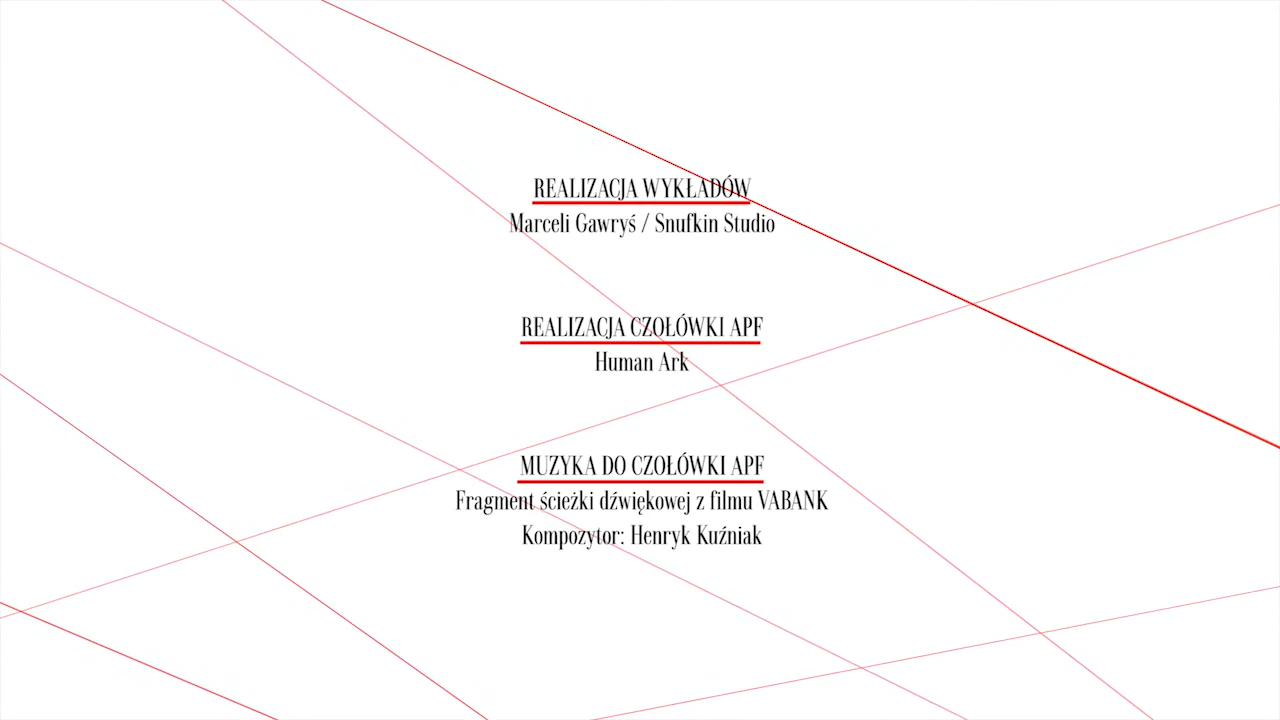 REALIZACJA WYKŁADÓW
Marceli Gawryś / Snufkin Studio
REALIZACJA CZOŁÓWKI APF
Human Ark
MUZYKA DO CZOŁÓWKI APF
Fragment ścieżki dźwiękowej z filmu VABANK
Kompozytor: Henryk Kuźniak